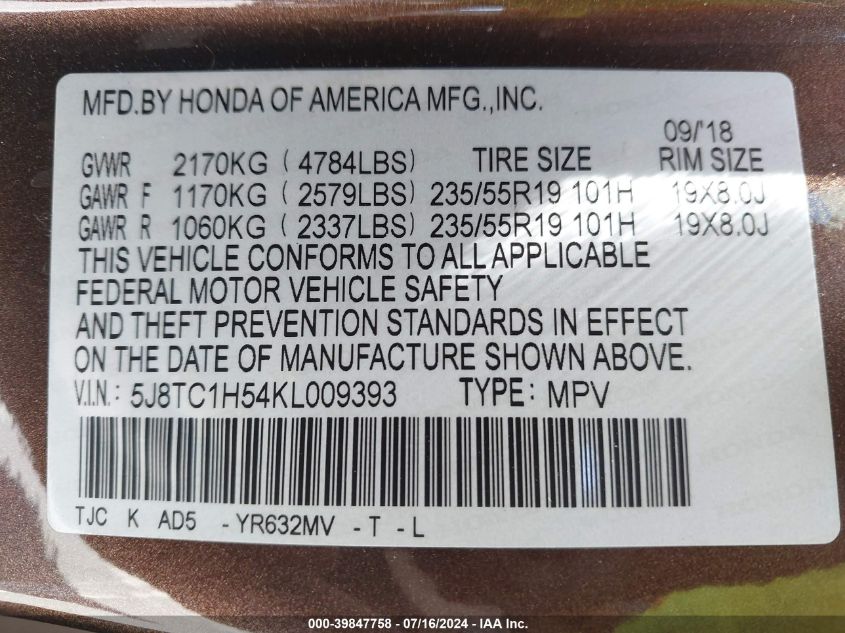 MFD.BY HONDA OF AMERICA MFG.,INC.
09/'18
GVWR 2170KG (4784LBS) TIRE SIZE RIM SIZE
GAWR F 1170KG (2579LBS) 235/55R19 101H 19X8.0J
GAWR R 1060KG (2337LBS) 235/55R19 101H 19X8.0J
THIS VEHICLE CONFORMS TO ALL APPLICABLE
FEDERAL MOTOR VEHICLE SAFETY
AND THEFT PREVENTION STANDARDS IN EFFECT
ON THE DATE OF MANUFACTURE SHOWN ABOVE.
V.I.N.: 5J8TC1H54KL009393 TYPE: MPV
TJC K AD5 -YR632MV -T -L
000-39847758 - 07/16/2024 - IAA Inc.